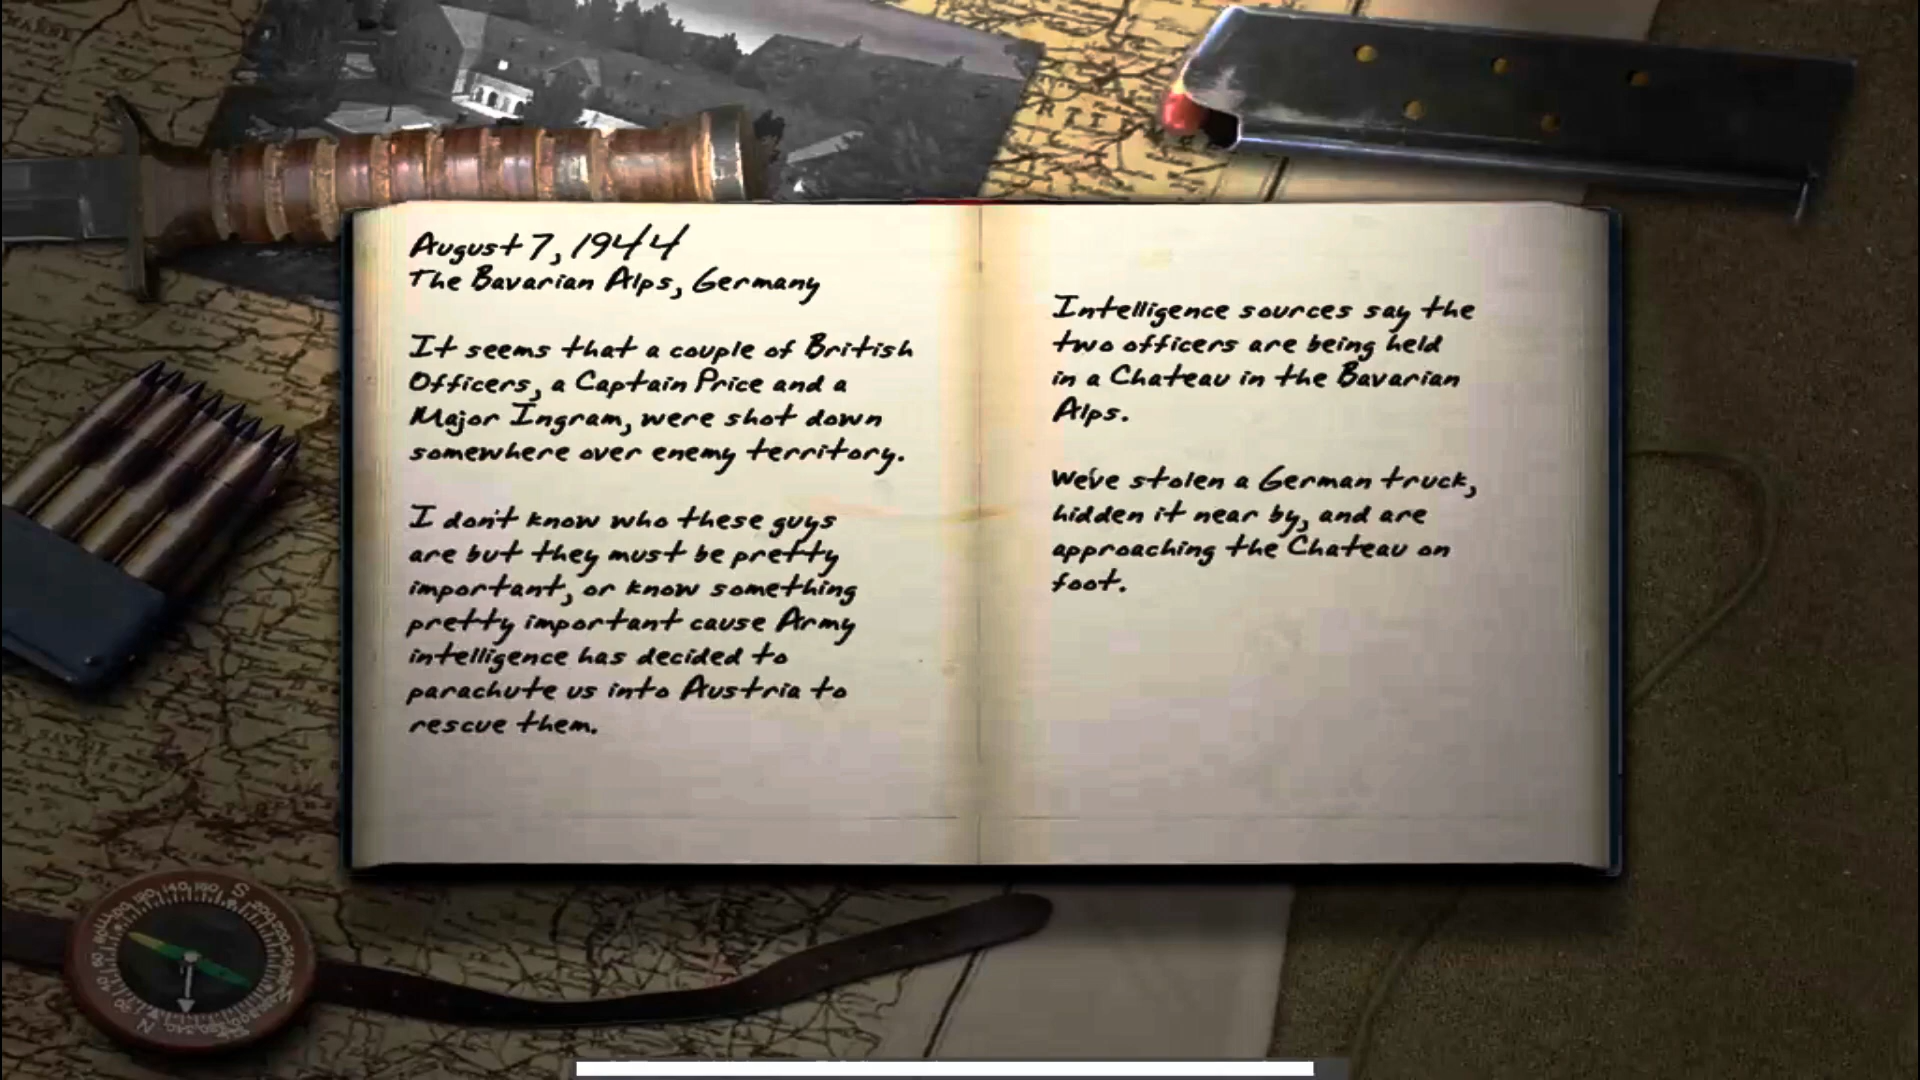 August 7, 1944
The Bavarian Alps, Germany
It seems that a couple of British
Officers, a Captain Price and a
Major Ingram, were shot down
somewhere over enemy territory.
I don't know who these guys
are but they must be pretty
important, or know something
pretty important cause Army
intelligence has decided to
parachute us into Austria to
rescue them.
Intelligence sources say the
two officers are being held
in a Chateau in the Bavarian
Alps.
We've stolen a German truck,
hidden it near by, and are
approaching the Chateau on
foot.